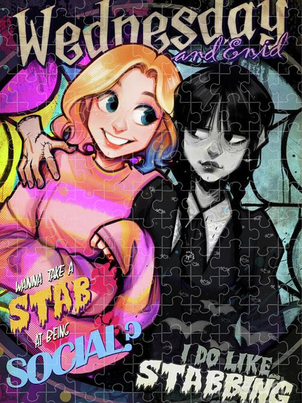 Wednesday
and Enid
WANNA TAKE A
STAB
AT BEING
SOCIAL?
I DO LIKE
STABBING